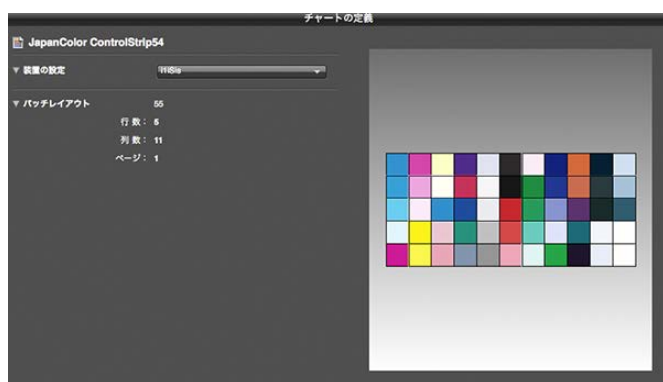 チャートの定義
JapanColor ControlStrip54
▼ 装置の設定 i1iSis
▼ パッチレイアウト 55
行 数： 5
列 数： 11
ページ： 1